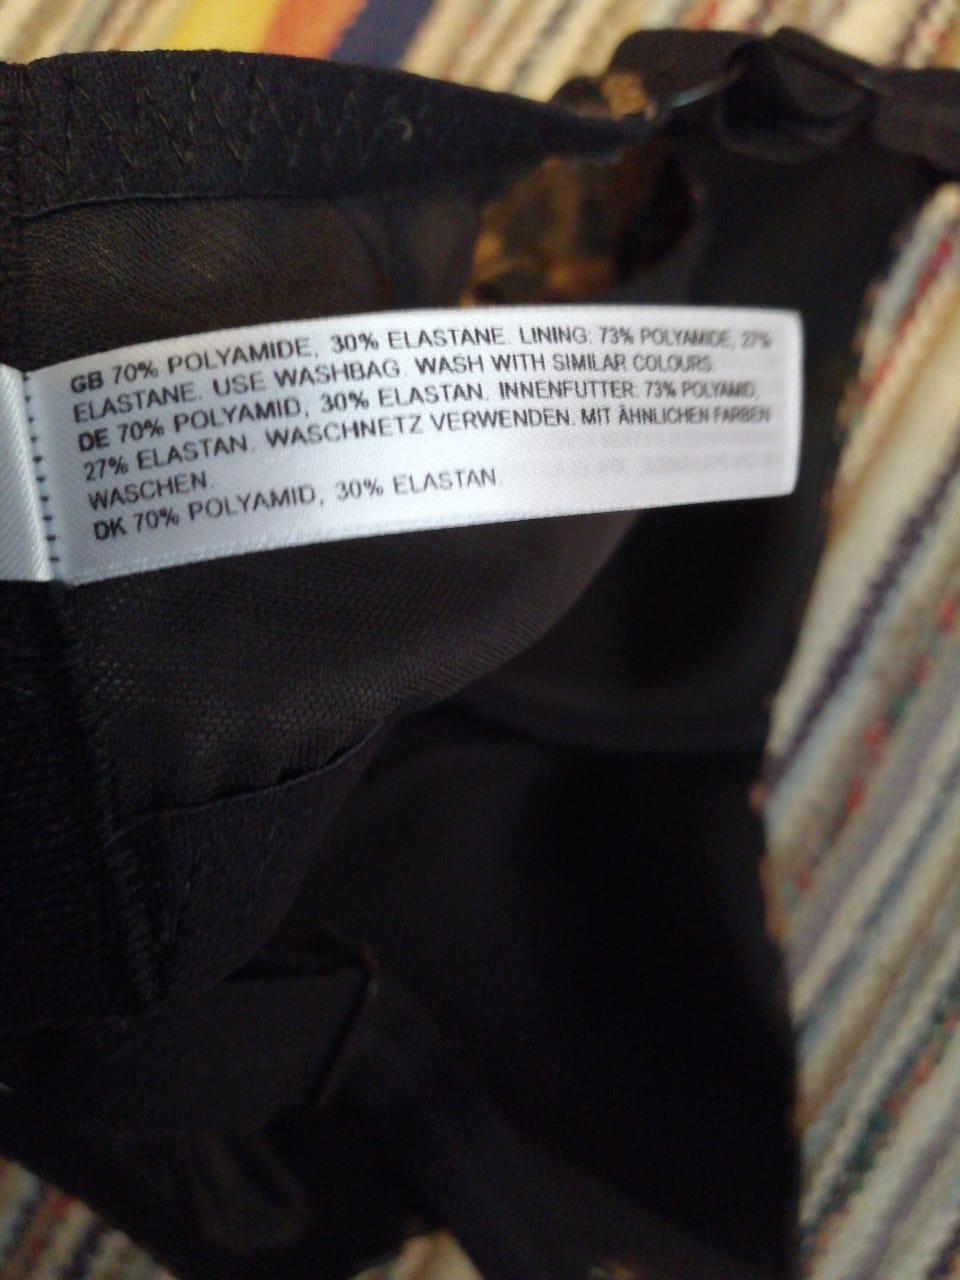 GB 70% POLYAMIDE, 30% ELASTANE. LINING: 73% POLYAMIDE, 27%
ELASTANE. USE WASHBAG. WASH WITH SIMILAR COLOURS.
DE 70% POLYAMID, 30% ELASTAN. INNENFUTTER: 73% POLYAMID,
27% ELASTAN. WASCHNETZ VERWENDEN. MIT ÄHNLICHEN FARBEN
WASCHEN.
DK 70% POLYAMID, 30% ELASTAN